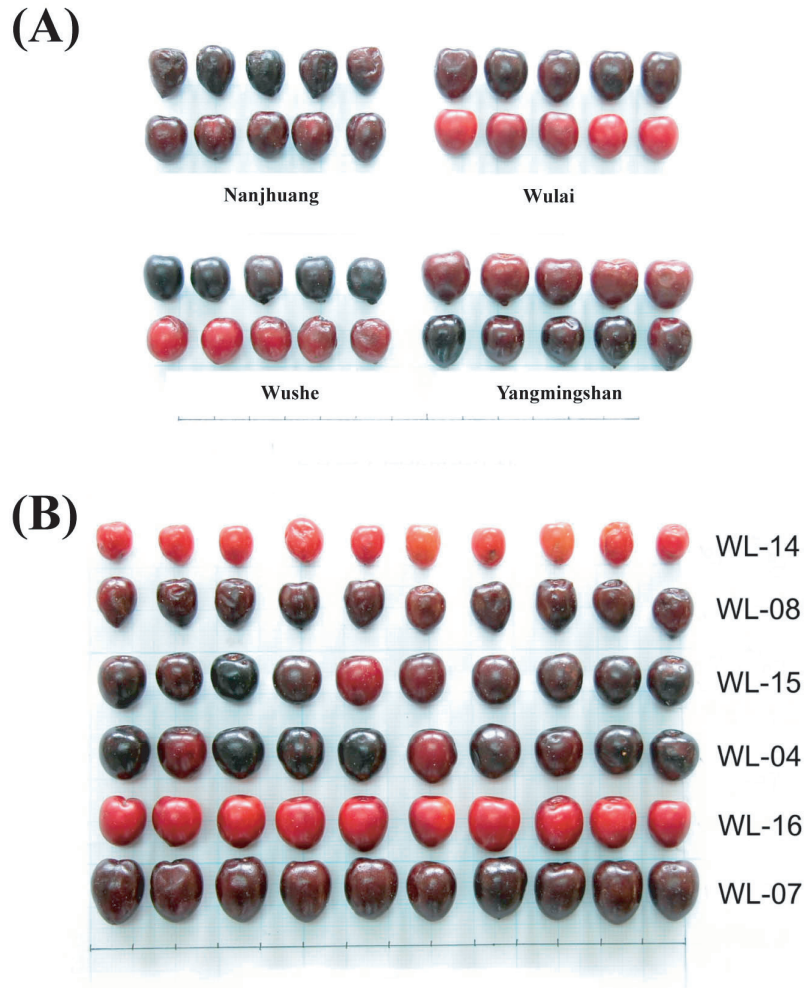 (A)
Nanjhuang
Wulai
Wushe
Yangmingshan
(B)
WL-14
WL-08
WL-15
WL-04
WL-16
WL-07